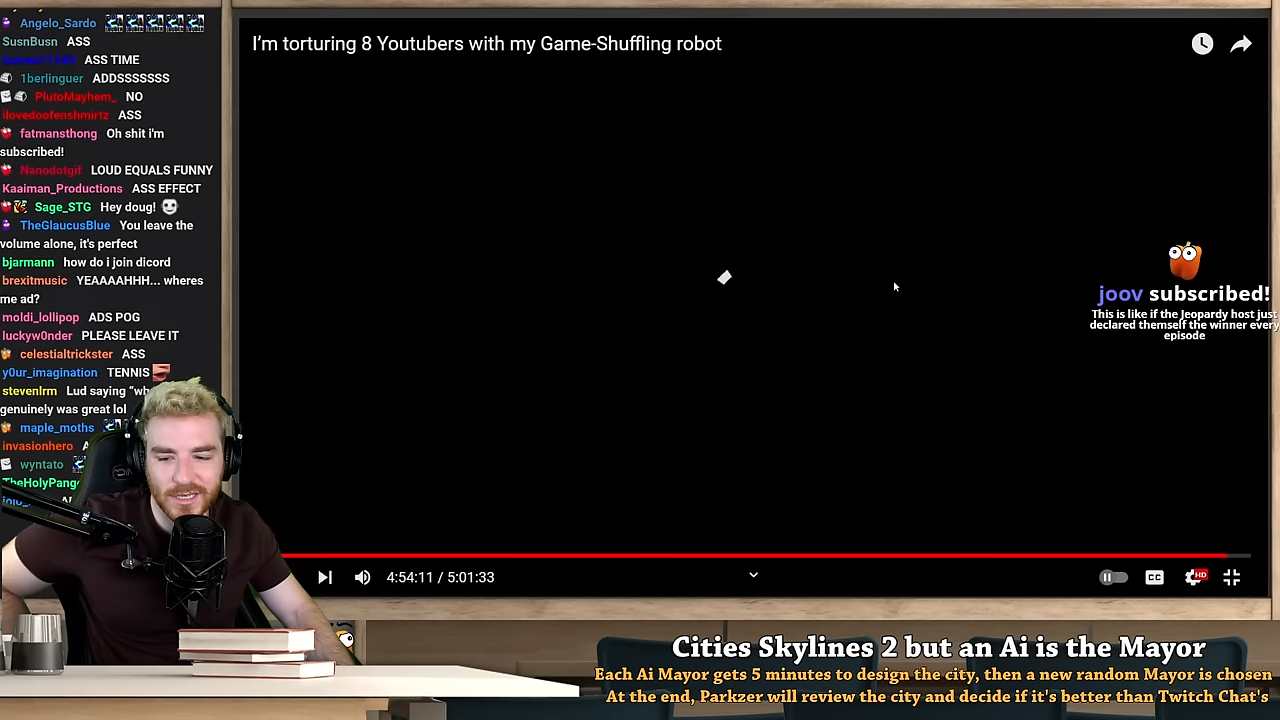 Angelo_Sardo
SusnBusn ASS
ASS TIME
1berlinguer ADDSSSSSSS
PlutoMayhem_ NO
ilovedoofenshmirtz ASS
fatmansthong Oh shit i'm
subscribed!
Nanodotgif LOUD EQUALS FUNNY
Kaaiman_Productions ASS EFFECT
Sage_STG Hey doug!
TheGlaucusBlue You leave the
volume alone, it's perfect
bjarmann how do i join dicord
brexitmusic YEAAAAHHH... wheres
me ad?
moldi_lollipop ADS POG
luckyw0nder PLEASE LEAVE IT
celestialtrickster ASS
y0ur_imagination TENNIS
stevenlrm Lud saying “wh
genuinely was great lol
maple_moths
invasionhero
wyntato
TheHolyPang
I’m torturing 8 Youtubers with my Game-Shuffling robot
joov subscribed!
This is like if the Jeopardy host just
declared themself the winner every
episode
4:54:11 / 5:01:33
CC
HD
Cities Skylines 2 but an Ai is the Mayor
Each Ai Mayor gets 5 minutes to design the city, then a new random Mayor is chosen
At the end, Parkzer will review the city and decide if it's better than Twitch Chat's